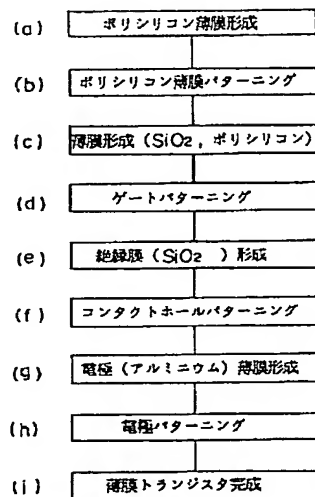 (a) ポリシリコン薄膜形成
(b) ポリシリコン薄膜パターニング
(c) 薄膜形成（SiO2，ポリシリコン）
(d) ゲートパターニング
(e) 絶縁膜（SiO2 ）形成
(f) コンタクトホールパターニング
(g)電極（アルミニウム）薄膜形成
(h)電極パターニング
(i) 薄膜トランジスタ完成